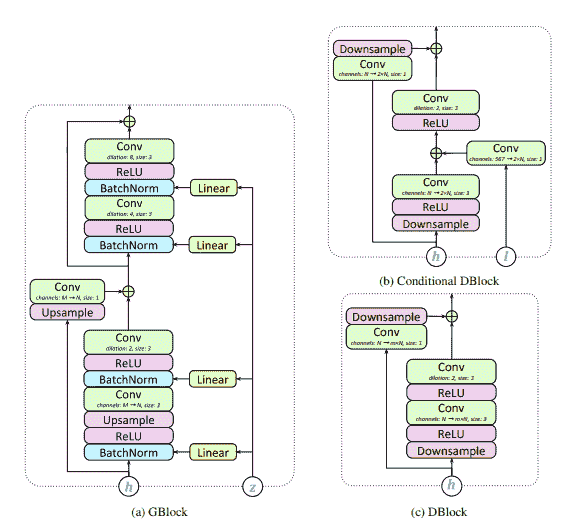 Conv
dilation: 8, size: 3
ReLU
BatchNorm
Linear
Conv
dilation: 4, size: 3
ReLU
BatchNorm
Linear
Conv
channels: M → N, size: 1
Upsample
Conv
dilation: 2, size: 3
ReLU
BatchNorm
Linear
Conv
channels: M → N, size: 3
Upsample
ReLU
BatchNorm
Linear
h
z
(a) GBlock
Downsample
Conv
channels: N → 2×N, size: 1
Conv
dilation: 2, size: 3
ReLU
Conv
channels: 567 → 2×N, size: 1
Conv
channels: N → 2×N, size: 3
ReLU
Downsample
h
l
(b) Conditional DBlock
Downsample
Conv
channels: N → m×N, size: 1
Conv
dilation: 2, size: 3
ReLU
Conv
channels: N → m×N, size: 3
ReLU
Downsample
h
(c) DBlock